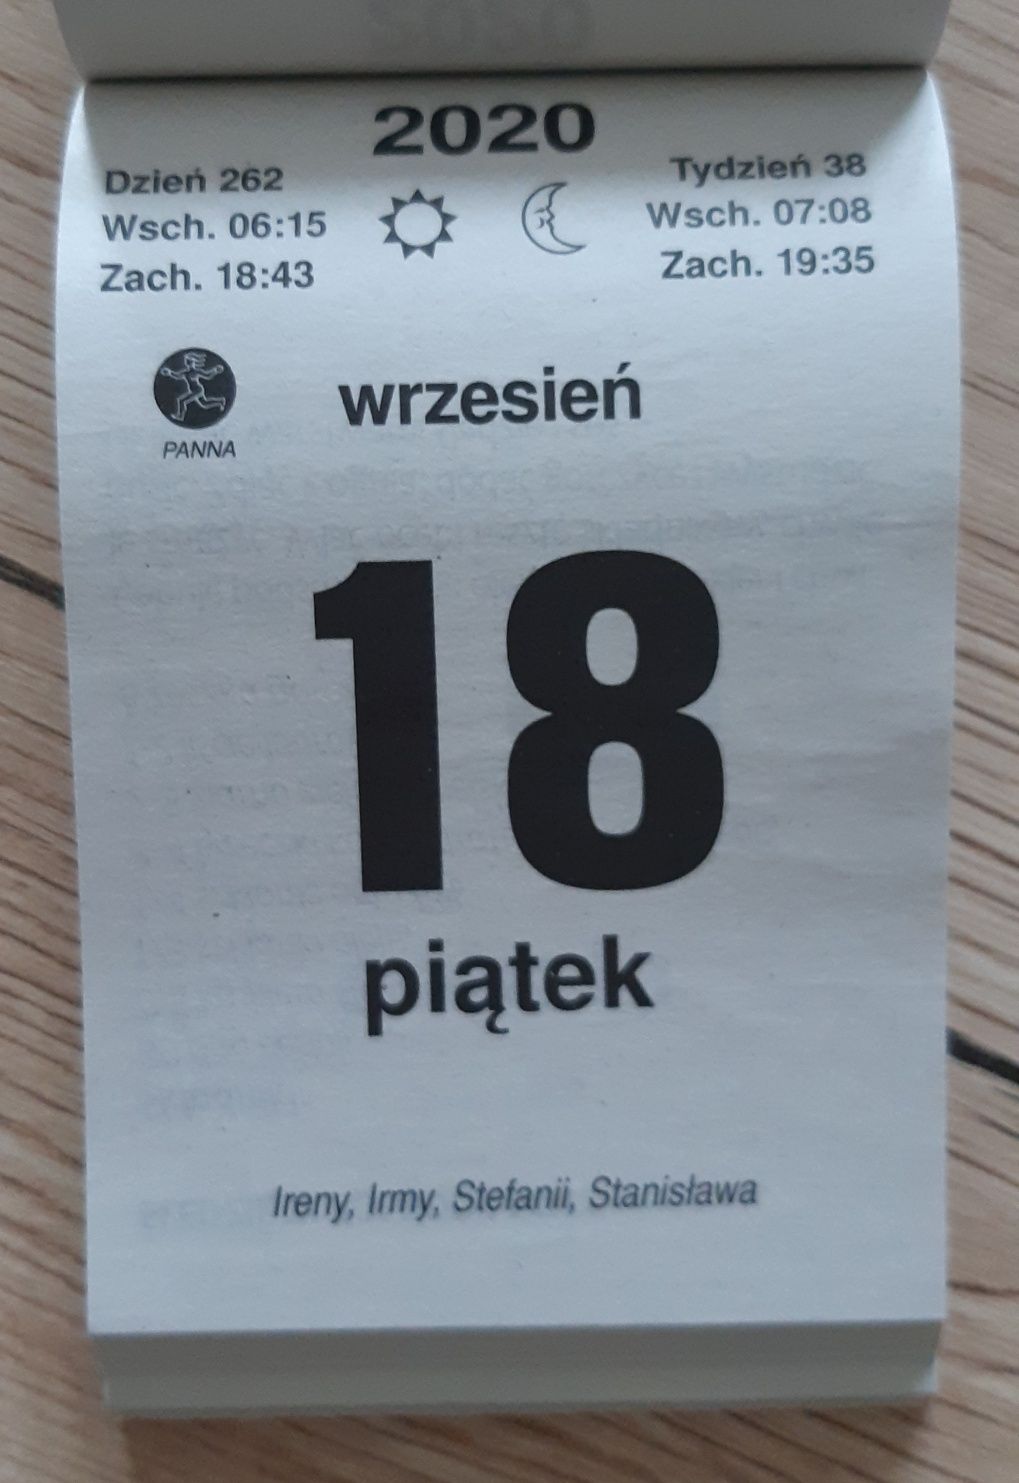 2020
Dzień 262
Wsch. 06:15
Zach. 18:43
Tydzień 38
Wsch. 07:08
Zach. 19:35
PANNA
wrzesień
18
piątek
Ireny, Irmy, Stefanii, Stanisława